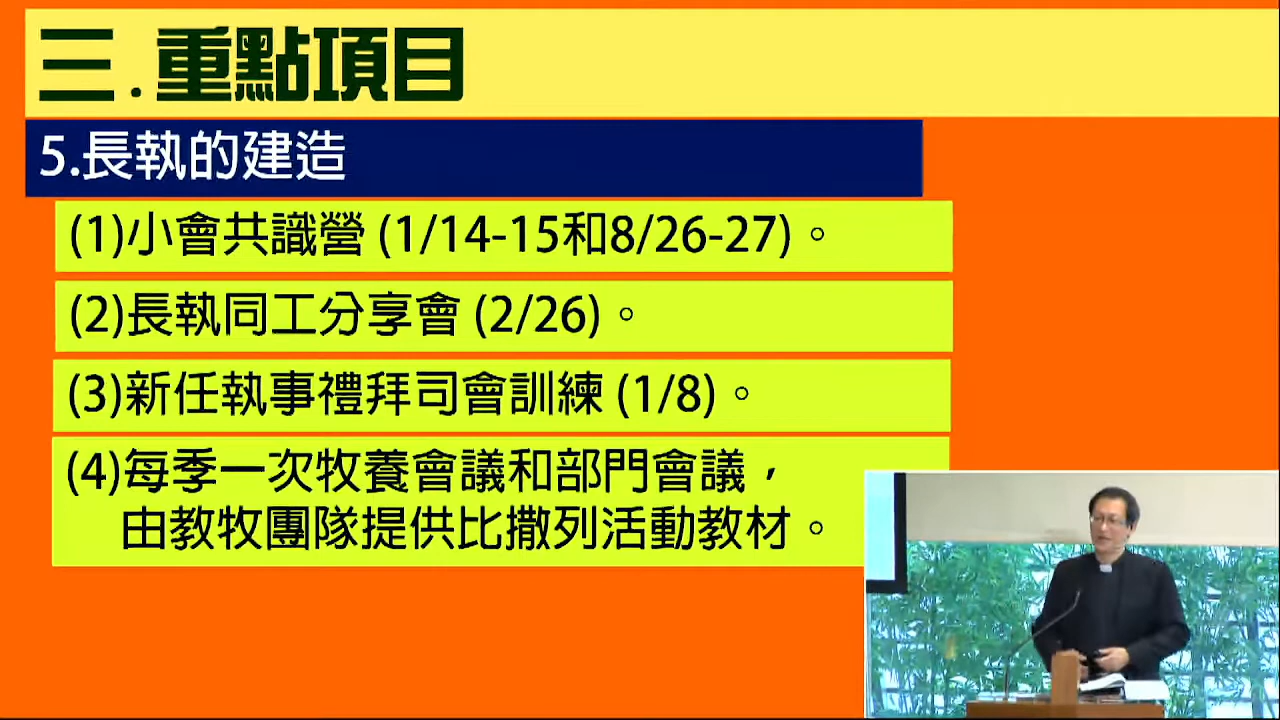 三.重點項目
5.長執的建造
(1)小會共識營 (1/14-15和8/26-27)。
(2)長執同工分享會 (2/26)。
(3)新任執事禮拜司會訓練 (1/8)。
(4)每季一次牧養會議和部門會議，
由教牧團隊提供比撒列活動教材。